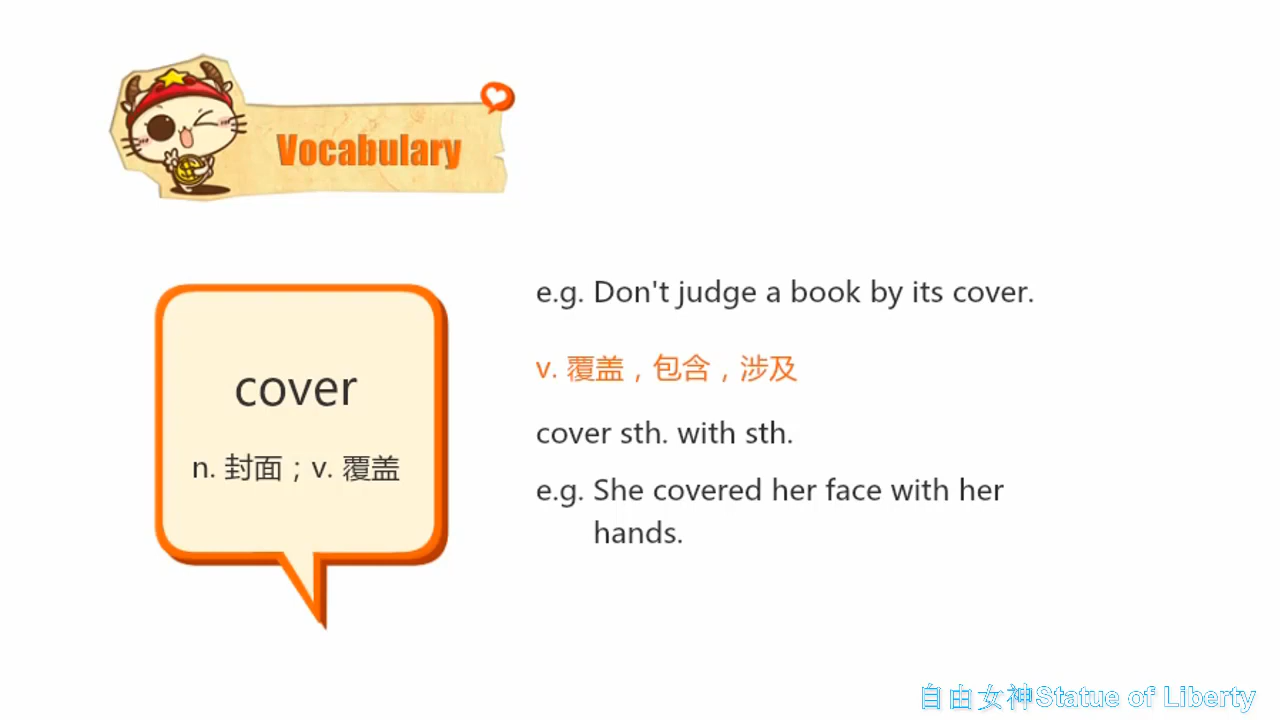 Vocabulary
cover
n. 封面；v. 覆盖
e.g. Don't judge a book by its cover.
v. 覆盖，包含，涉及
cover sth. with sth.
e.g. She covered her face with her
hands.
自由女神Statue of Liberty